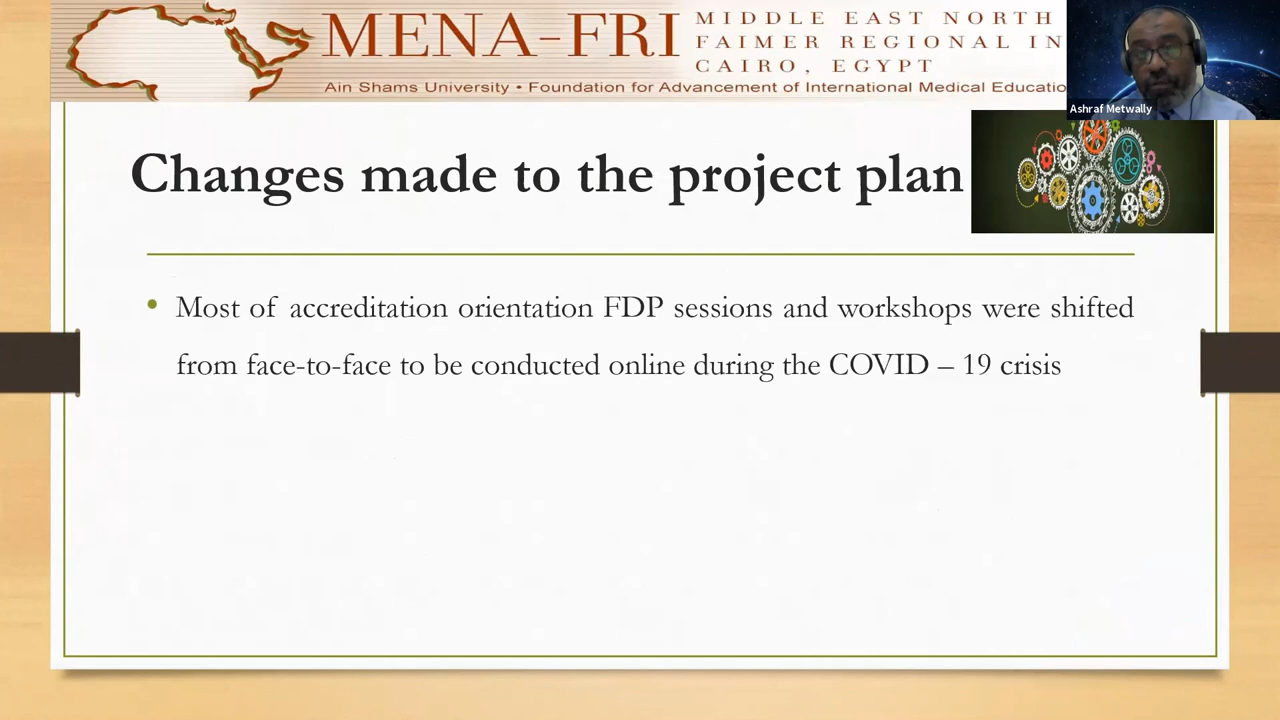 MENA-FRI
MIDDLE EAST NORTH
FAIMER REGIONAL IN
CAIRO, EGYPT
Ain Shams University • Foundation for Advancement of International Medical Educatio
Ashraf Metwally
Changes made to the project plan
• Most of accreditation orientation FDP sessions and workshops were shifted
from face-to-face to be conducted online during the COVID – 19 crisis